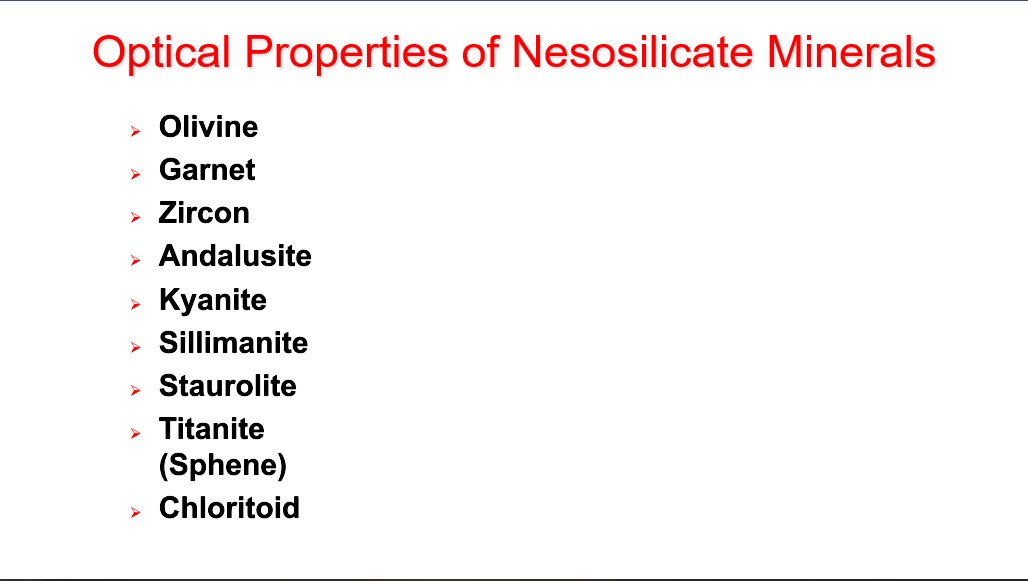 Optical Properties of Nesosilicate Minerals
Olivine
Garnet
Zircon
Andalusite
Kyanite
Sillimanite
Staurolite
Titanite
(Sphene)
Chloritoid